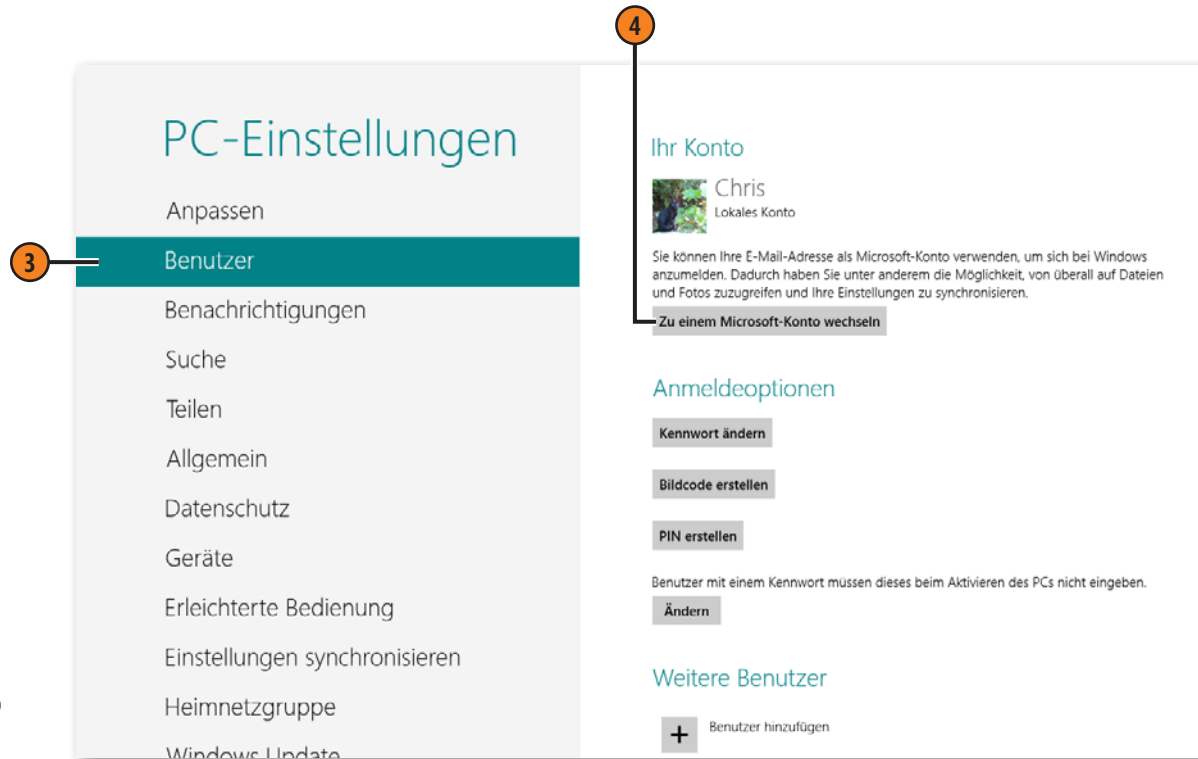 4
PC-Einstellungen
Anpassen
3
Benutzer
Benachrichtigungen
Suche
Teilen
Allgemein
Datenschutz
Geräte
Erleichterte Bedienung
Einstellungen synchronisieren
Heimnetzgruppe
Windows Update
Ihr Konto
Chris
Lokales Konto
Sie können Ihre E-Mail-Adresse als Microsoft-Konto verwenden, um sich bei Windows
anzumelden. Dadurch haben Sie unter anderem die Möglichkeit, von überall auf Dateien
und Fotos zuzugreifen und Ihre Einstellungen zu synchronisieren.
Zu einem Microsoft-Konto wechseln
Anmeldeoptionen
Kennwort ändern
Bildcode erstellen
PIN erstellen
Benutzer mit einem Kennwort müssen dieses beim Aktivieren des PCs nicht eingeben.
Ändern
Weitere Benutzer
+ Benutzer hinzufügen